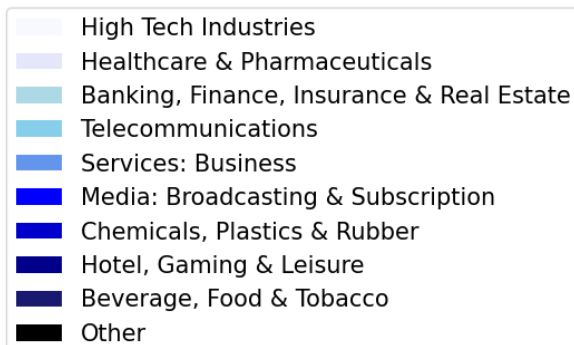 High Tech Industries
Healthcare & Pharmaceuticals
Banking, Finance, Insurance & Real Estate
Telecommunications
Services: Business
Media: Broadcasting & Subscription
Chemicals, Plastics & Rubber
Hotel, Gaming & Leisure
Beverage, Food & Tobacco
Other